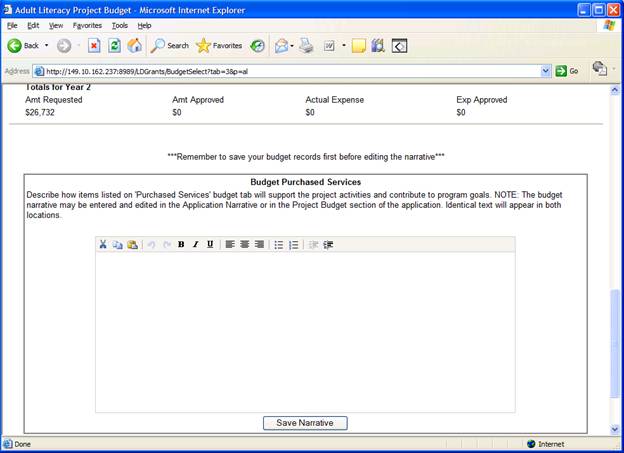 Adult Literacy Project Budget - Microsoft Internet Explorer
File Edit View Favorites Tools Help
Back Search Favorites
Address http://149.10.162.237:8989/LDGrants/BudgetSelect?tab=3&p=al Go
Totals for Year 2
Amt Requested Amt Approved Actual Expense Exp Approved
$26,732 $0 $0 $0
***Remember to save your budget records first before editing the narrative***
Budget Purchased Services
Describe how items listed on 'Purchased Services' budget tab will support the project activities and contribute to program goals. NOTE: The budget
narrative may be entered and edited in the Application Narrative or in the Project Budget section of the application. Identical text will appear in both
locations.
B I U
Save Narrative
Done Internet